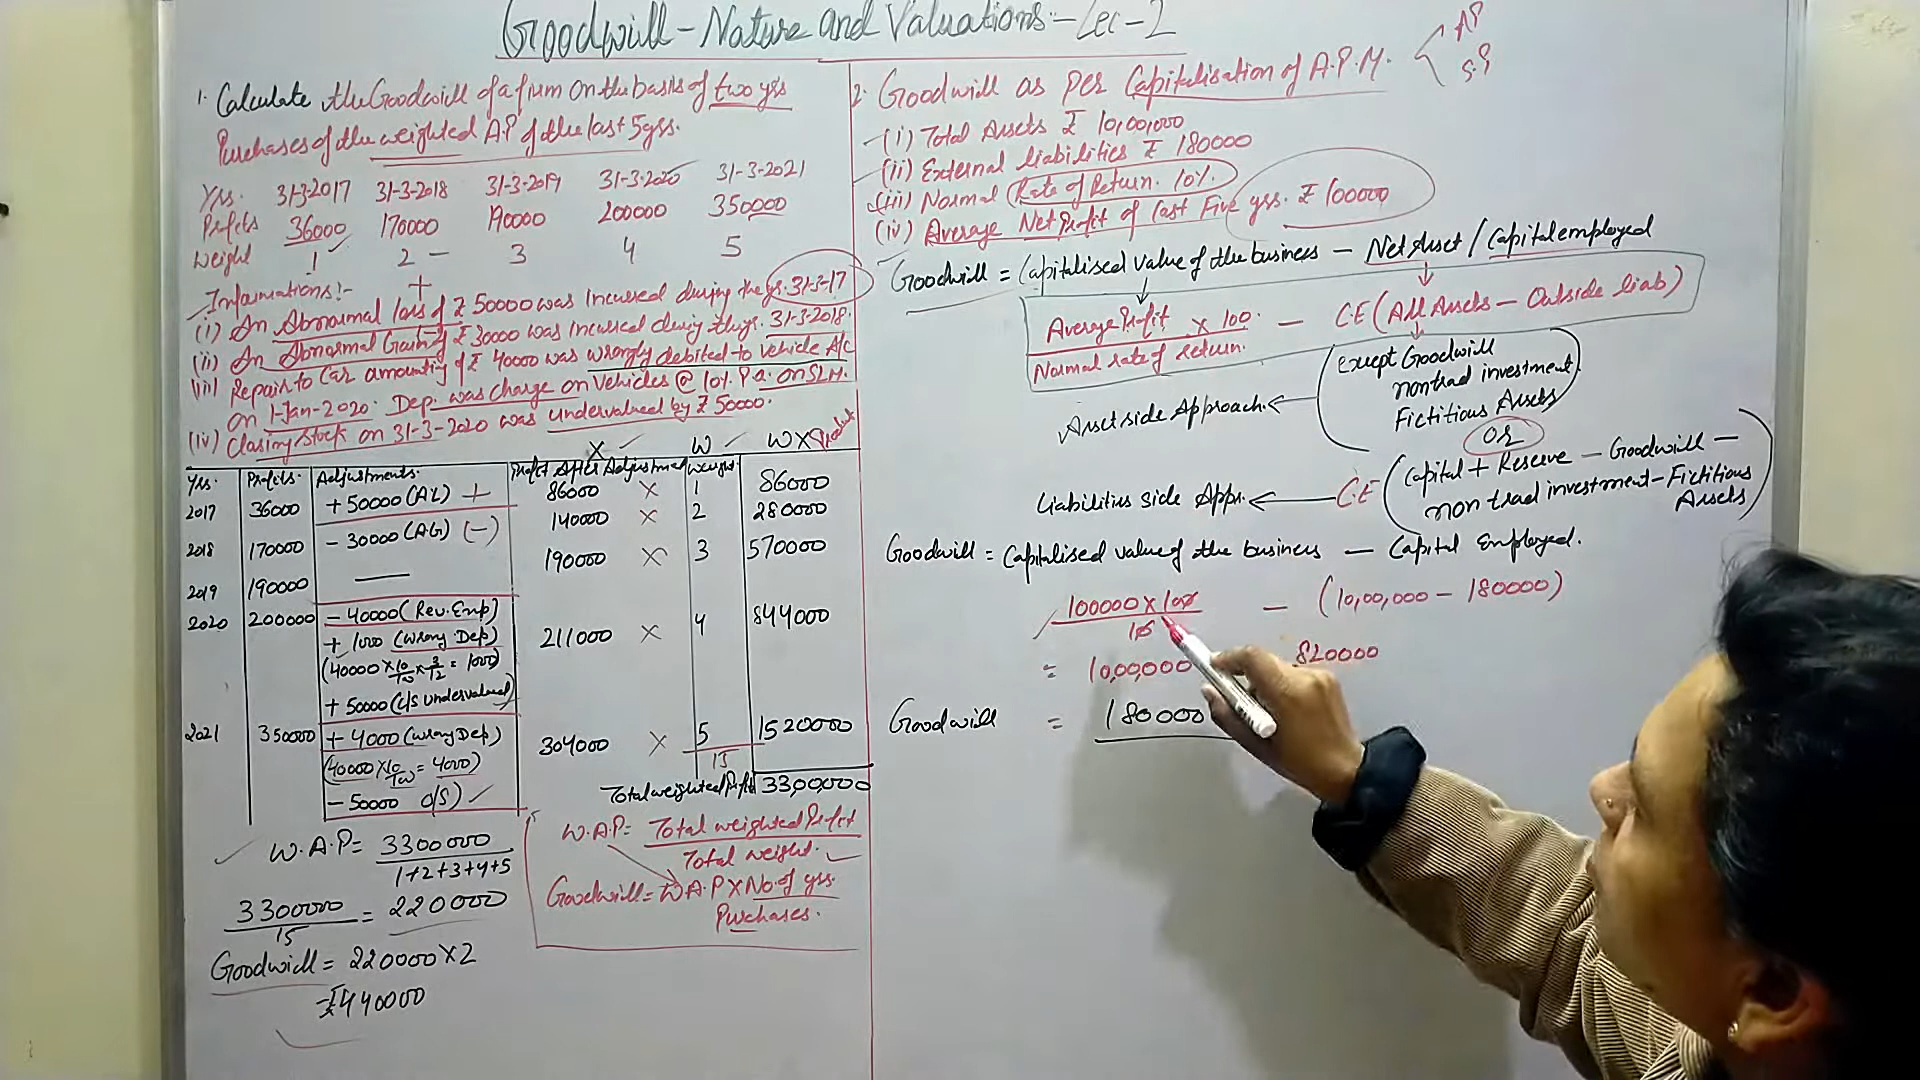 Goodwill - Nature and Valuations :- Lec-2
1. Calculate the Goodwill of a firm on the basis of two yrs
Purchases of the weighted A.P of the last 5 yrs.
Yrs. 31-3-2017 31-3-2018 31-3-2019 31-3-2020 31-3-2021
Profits 36000 170000 190000 200000 350000
Weight 1 2 - 3 4 5
Informations:-
(i) An Abnormal loss of ₹ 50000 was Incurred during the yr. 31-3-17
(ii) An Abnormal Gain of ₹ 30000 was Incurred during the yr. 31-3-2018.
(iii) Repair to Car amounting of ₹ 40000 was wrongly debited to vehicle A/c
on 1-Jan-2020. Dep. was charge on Vehicles @ 10% P.a. on SLM.
(iv) Closing Stock on 31-3-2020 was undervalued by ₹ 50000.
X W WX Product
Yrs. Profits Adjustments. Profit After Adjustment weight
2017 36000 + 50000 (AL) + 86000 X 1 86000
2018 170000 - 30000 (AG) (-) 140000 X 2 280000
2019 190000 — 190000 X 3 570000
2020 200000 - 40000 (Rev. Exp) 211000 X 4 844000
+ 1000 (Wrong Dep)
(40000 × 10/100 × 3/12 = 1000)
+ 50000 (C/S undervalued)
2021 350000 + 4000 (Wrong Dep) 304000 X 5 1520000
(40000 × 10/100 = 4000) 15
- 50000 O/S)
Total weighted Profit 33,00,000
W.A.P = 3300000
1+2+3+4+5
3300000 = 220000
15
Goodwill = 220000 X 2
= ₹ 440000
W.A.P = Total weighted Profit
Total weight.
Goodwill = W.A.P X No. of yrs.
Purchases.
2. Goodwill as per Capitalisation of A.P.M. < AP
S.P
(i) Total Assets ₹ 10,00,000
(ii) External liabilities ₹ 180000
(iii) Normal Rate of Return. 10%.
(iv) Average Net Profit of last Five yrs. ₹ 100000
Goodwill = Capitalised value of the business - Net Asset / Capital employed
Average Profit X 100 - CE (All Assets - Outside liab)
Normal rate of return.
Except Goodwill
nontrad investment
Fictitious Assets
Asset side Approach.
OR
Liabilities side Appr. C.E (Capital + Reserve - Goodwill -
non trad investment - Fictitious
Assets
Goodwill = Capitalised value of the business - Capital Employed.
100000 X 100 - (10,00,000 - 180000)
10
= 10,00,000 820000
Goodwill = 180000